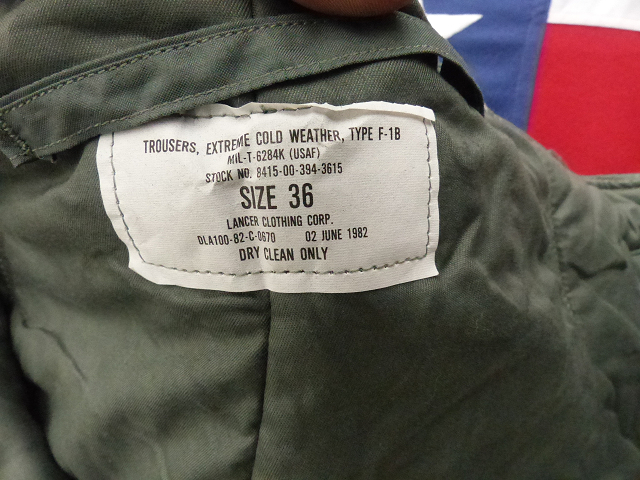 TROUSERS, EXTREME COLD WEATHER, TYPE F-1B
MIL-T-6284K (USAF)
STOCK NO. 8415-00-394-3615
SIZE 36
LANCER CLOTHING CORP.
DLA100-82-C-0670 02 JUNE 1982
DRY CLEAN ONLY